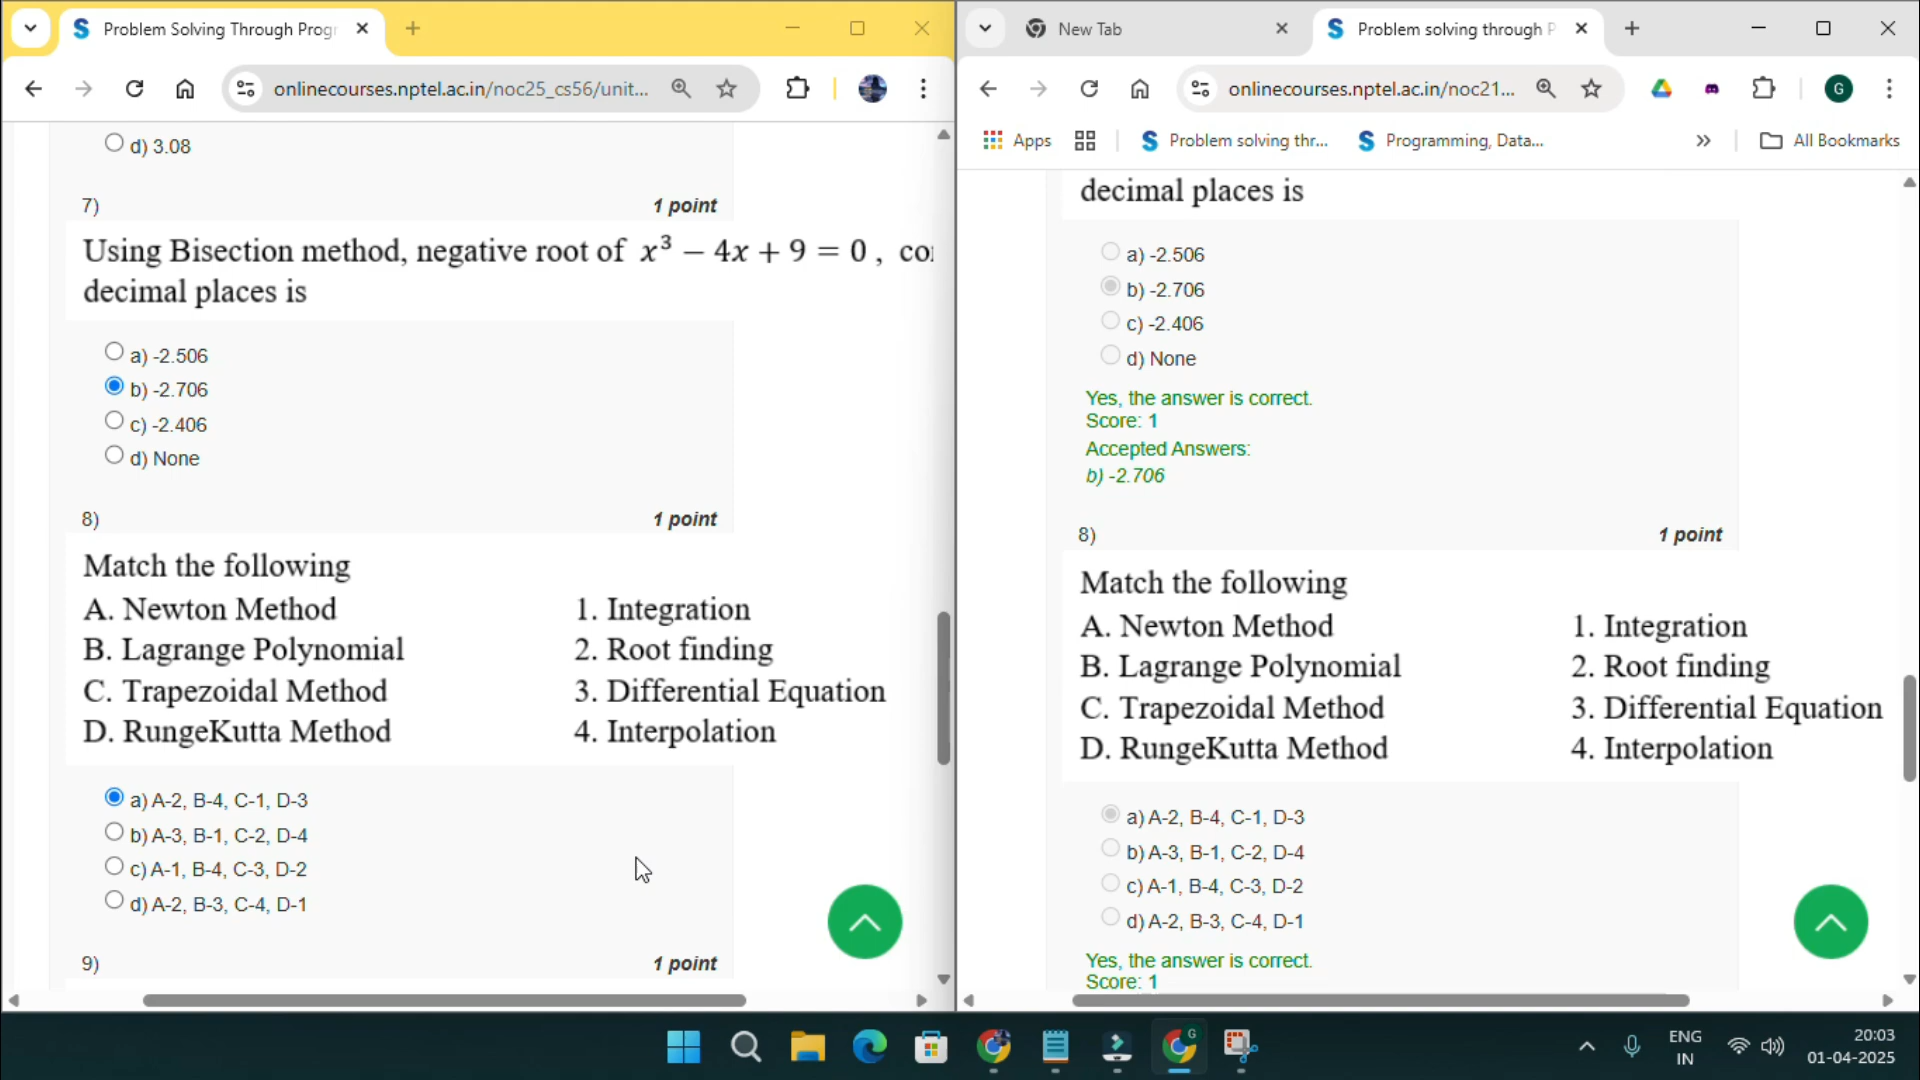 Problem Solving Through Progr
onlinecourses.nptel.ac.in/noc25_cs56/unit...
d) 3.08
7)
1 point
Using Bisection method, negative root of x³ − 4x + 9 = 0 , co
decimal places is
a) -2.506
b) -2.706
c) -2.406
d) None
8)
1 point
Match the following
A. Newton Method 1. Integration
B. Lagrange Polynomial 2. Root finding
C. Trapezoidal Method 3. Differential Equation
D. RungeKutta Method 4. Interpolation
a) A-2, B-4, C-1, D-3
b) A-3, B-1, C-2, D-4
c) A-1, B-4, C-3, D-2
d) A-2, B-3, C-4, D-1
9)
1 point
New Tab
Problem solving through P
onlinecourses.nptel.ac.in/noc21...
G
Apps
Problem solving thr...
Programming, Data...
All Bookmarks
decimal places is
a) -2.506
b) -2.706
c) -2.406
d) None
Yes, the answer is correct.
Score: 1
Accepted Answers:
b) -2.706
8)
1 point
Match the following
A. Newton Method 1. Integration
B. Lagrange Polynomial 2. Root finding
C. Trapezoidal Method 3. Differential Equation
D. RungeKutta Method 4. Interpolation
a) A-2, B-4, C-1, D-3
b) A-3, B-1, C-2, D-4
c) A-1, B-4, C-3, D-2
d) A-2, B-3, C-4, D-1
Yes, the answer is correct.
Score: 1
G
ENG
IN
20:03
01-04-2025